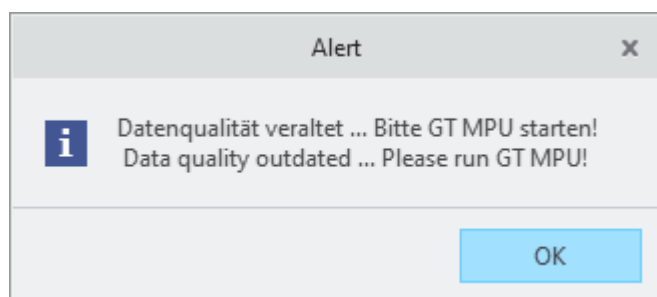 Alert
Datenqualität veraltet ... Bitte GT MPU starten!
Data quality outdated ... Please run GT MPU!
OK